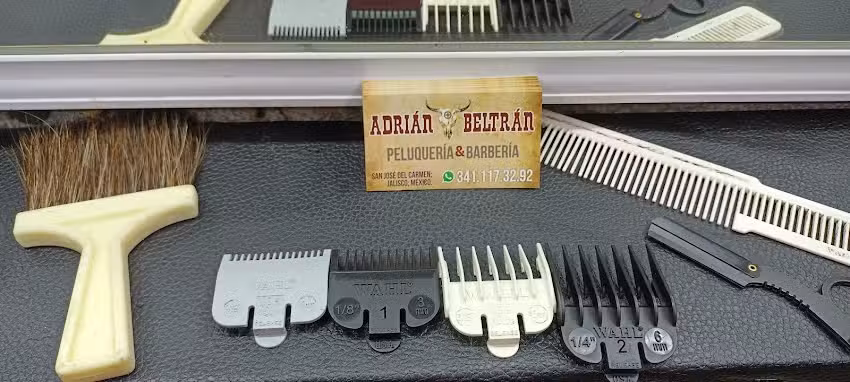 ADRIÁN BELTRÁN
PELUQUERÍA&BARBERÍA
SAN JOSÉ DEL CARMEN;
JALISCO, MÉXICO.
341.117.32.92
WAHL
1/8" 1 3 mm
WAHL
1/4" 2 6 mm